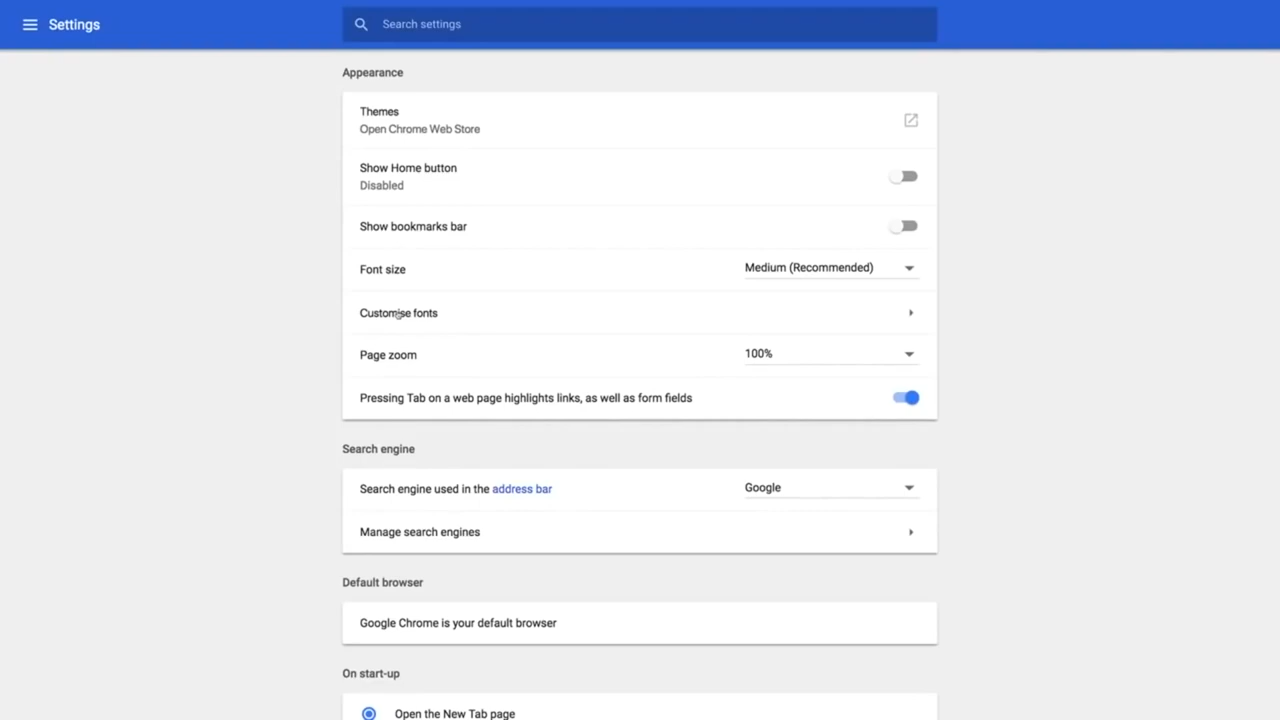 Settings
Search settings
Appearance
Themes
Open Chrome Web Store
Show Home button
Disabled
Show bookmarks bar
Font size
Medium (Recommended)
Customise fonts
Page zoom
100%
Pressing Tab on a web page highlights links, as well as form fields
Search engine
Search engine used in the address bar
Google
Manage search engines
Default browser
Google Chrome is your default browser
On start-up
Open the New Tab page